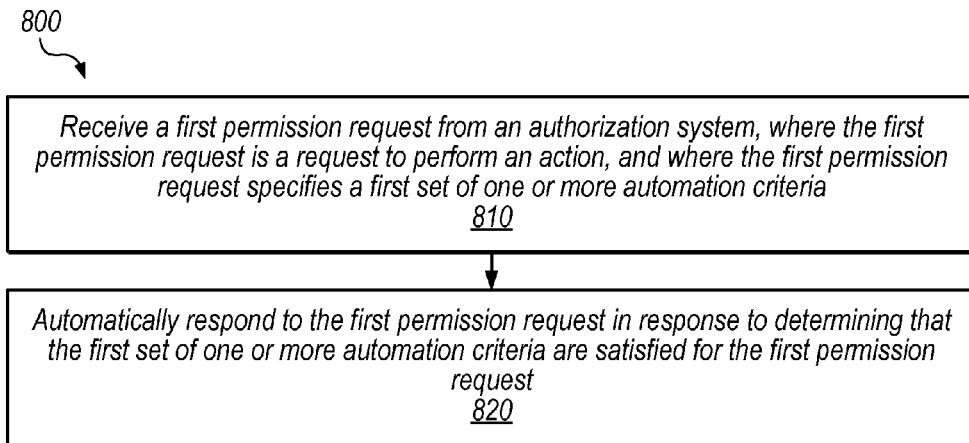 800
Receive a first permission request from an authorization system, where the first
permission request is a request to perform an action, and where the first permission
request specifies a first set of one or more automation criteria
810
Automatically respond to the first permission request in response to determining that
the first set of one or more automation criteria are satisfied for the first permission
request
820